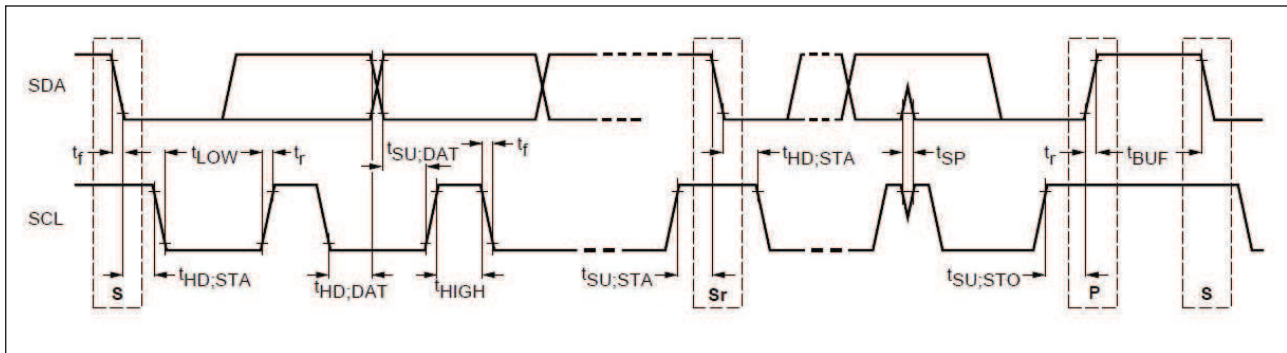 SDA
t_f t_LOW t_r t_SU;DAT t_f t_HD;STA t_SP t_r t_BUF
SCL
t_HD;STA t_HD;DAT t_HIGH t_SU;STA t_SU;STO
S Sr P S